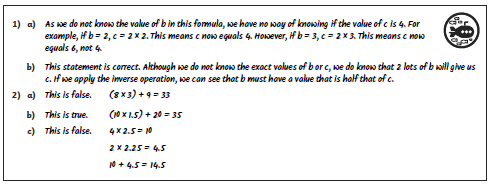 1) a) As we do not know the value of b in this formula, we have no way of knowing if the value of c is 4. For
example, if b = 2, c = 2 x 2. This means c now equals 4. However, if b = 3, c = 2 x 3. This means c now
equals 6, not 4.
b) This statement is correct. Although we do not know the exact values of b or c, we do know that 2 lots of b will give us
c. If we apply the inverse operation, we can see that b must have a value that is half that of c.
2) a) This is false. (8 x 3) + 9 = 33
b) This is true. (10 x 1.5) + 20 = 35
c) This is false. 4 x 2.5 = 10
2 x 2.25 = 4.5
10 + 4.5 = 14.5